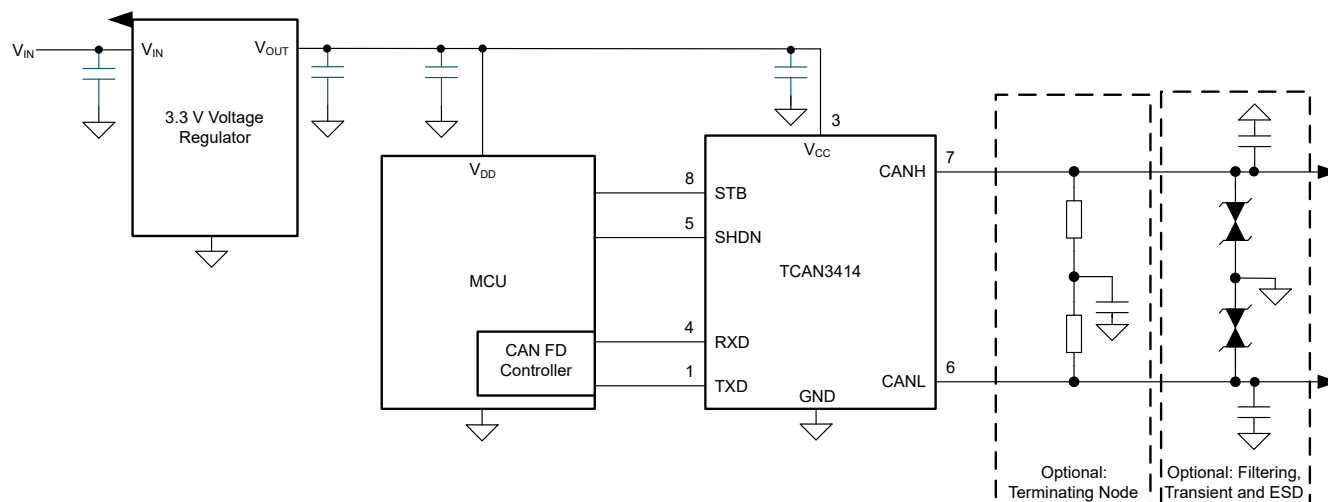 V_IN
V_IN
V_OUT
3.3 V Voltage
Regulator
3
V_DD
V_CC
MCU
CAN FD
Controller
8
STB
5
SHDN
TCAN3414
4
RXD
1
TXD
GND
CANH
7
CANL
6
Optional:
Terminating Node
Optional: Filtering,
Transient and ESD